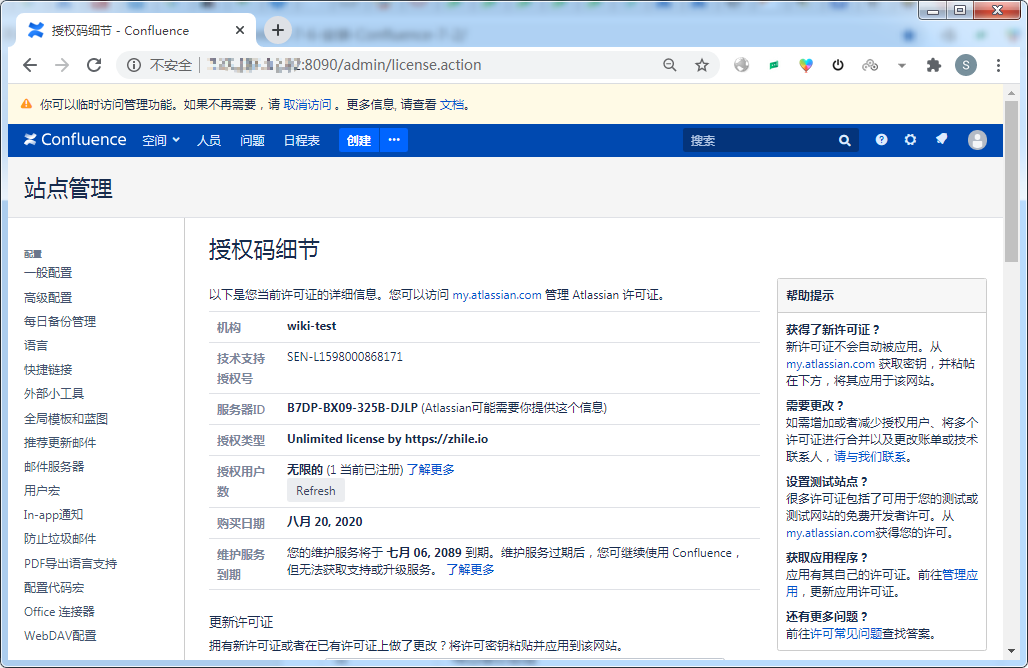 授权码细节 - Confluence
不安全 :8090/admin/license.action
S
你可以临时访问管理功能。如果不再需要，请 取消访问 。更多信息, 请查看 文档。
Confluence 空间 人员 问题 日程表 创建 ••• 搜索
站点管理
配置
一般配置
高级配置
每日备份管理
语言
快捷链接
外部小工具
全局模板和蓝图
推荐更新邮件
邮件服务器
用户宏
In-app通知
防止垃圾邮件
PDF导出语言支持
配置代码宏
Office 连接器
WebDAV配置
授权码细节
以下是您当前许可证的详细信息。您可以访问 my.atlassian.com 管理 Atlassian 许可证。
机构 wiki-test
技术支持 SEN-L1598000868171
授权号
服务器ID B7DP-BX09-325B-DJLP (Atlassian可能需要你提供这个信息)
授权类型 Unlimited license by https://zhile.io
授权用户 无限的 (1 当前已注册) 了解更多
数 Refresh
购买日期 八月 20, 2020
维护服务 您的维护服务将于 七月 06, 2089 到期。维护服务过期后，您可继续使用 Confluence，
到期 但无法获取支持或升级服务。 了解更多
更新许可证
拥有新许可证或者在已有许可证上做了更改？将许可密钥粘贴并应用到该网站。
帮助提示
获得了新许可证？
新许可证不会自动被应用。从
my.atlassian.com 获取密钥，并粘帖
在下方，将其应用于该网站。
需要更改？
如需增加或者减少授权用户、将多个
许可证进行合并以及更改账单或技术
联系人，请与我们联系。
设置测试站点？
很多许可证包括了可用于您的测试或
测试网站的免费开发者许可。从
my.atlassian.com获得您的许可。
获取应用程序？
应用有其自己的许可证。前往管理应
用，更新应用许可证。
还有更多问题？
前往许可常见问题查找答案。